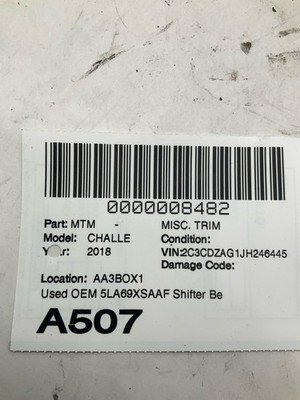 0000008482
Part: MTM - MISC. TRIM
Model: CHALLE Condition:
Year: 2018 VIN:2C3CDZAG1JH246445
Damage Code:
Location: AA3BOX1
Used OEM 5LA69XSAAF Shifter Be
A507